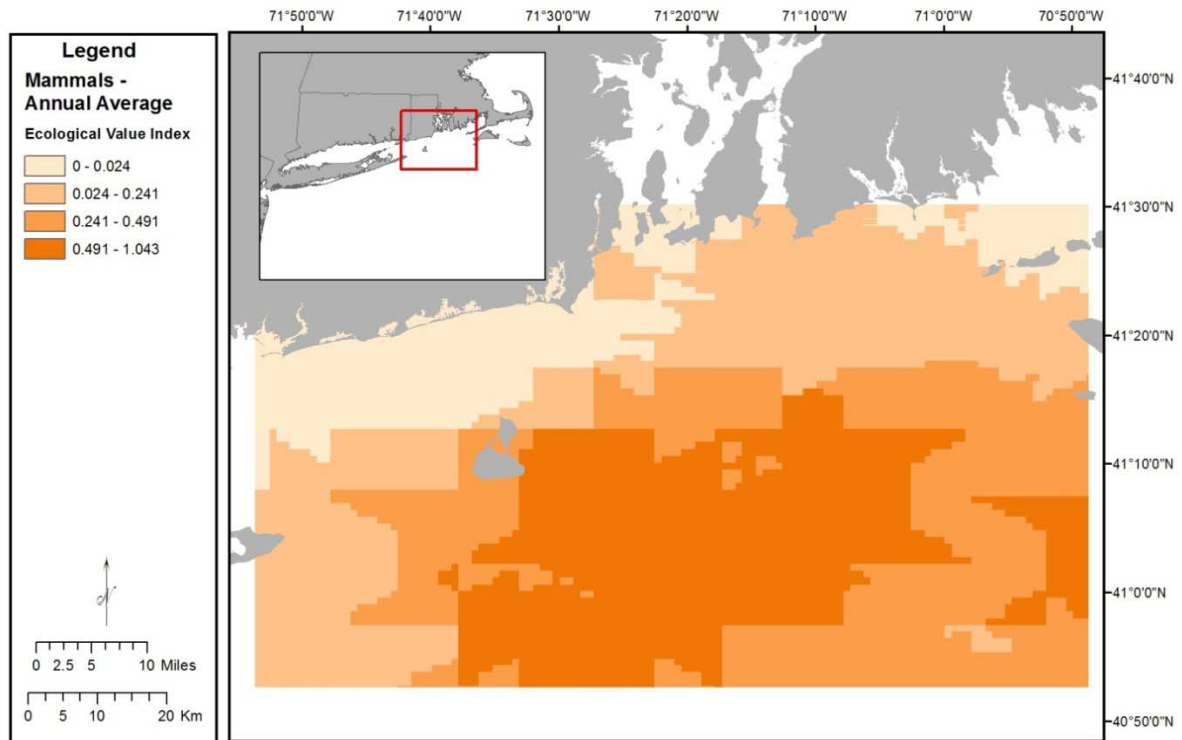 Legend
Mammals -
Annual Average
Ecological Value Index
0 - 0.024
0.024 - 0.241
0.241 - 0.491
0.491 - 1.043
N
0 2.5 5 10 Miles
0 5 10 20 Km
71°50'0"W 71°40'0"W 71°30'0"W 71°20'0"W 71°10'0"W 71°0'0"W 70°50'0"W
41°40'0"N
41°30'0"N
41°20'0"N
41°10'0"N
41°0'0"N
40°50'0"N